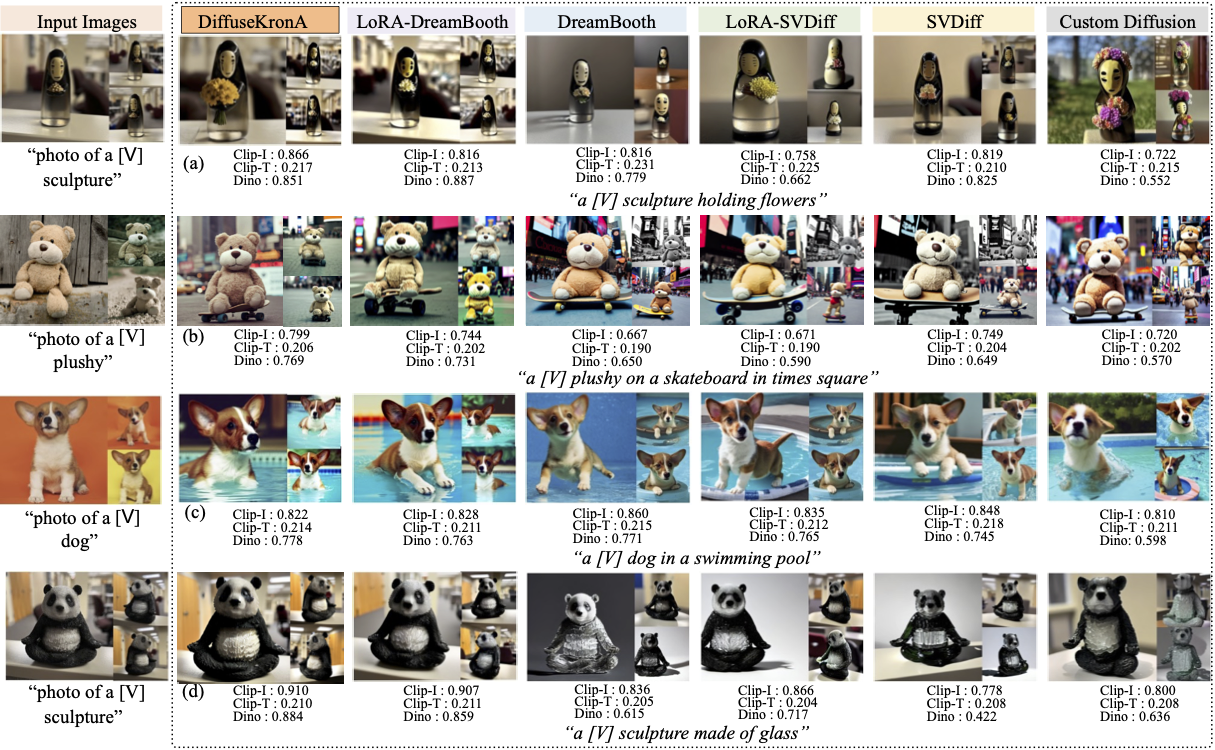 Input Images
DiffuseKronA
LoRA-DreamBooth
DreamBooth
LoRA-SVDiff
SVDiff
Custom Diffusion
“photo of a [V]
sculpture”
(a)
Clip-I : 0.866
Clip-T : 0.217
Dino : 0.851
Clip-I : 0.816
Clip-T : 0.213
Dino : 0.887
Clip-I : 0.816
Clip-T : 0.231
Dino : 0.779
Clip-I : 0.758
Clip-T : 0.225
Dino : 0.662
Clip-I : 0.819
Clip-T : 0.210
Dino : 0.825
Clip-I : 0.722
Clip-T : 0.215
Dino : 0.552
“a [V] sculpture holding flowers”
“photo of a [V]
plushy”
(b)
Clip-I : 0.799
Clip-T : 0.206
Dino : 0.769
Clip-I : 0.744
Clip-T : 0.202
Dino : 0.731
Clip-I : 0.667
Clip-T : 0.190
Dino : 0.650
Clip-I : 0.671
Clip-T : 0.190
Dino : 0.590
Clip-I : 0.749
Clip-T : 0.204
Dino : 0.649
Clip-I : 0.720
Clip-T : 0.202
Dino : 0.570
“a [V] plushy on a skateboard in times square”
“photo of a [V]
dog”
(c)
Clip-I : 0.822
Clip-T : 0.214
Dino : 0.778
Clip-I : 0.828
Clip-T : 0.211
Dino : 0.763
Clip-I : 0.860
Clip-T : 0.215
Dino : 0.771
Clip-I : 0.835
Clip-T : 0.212
Dino : 0.765
Clip-I : 0.848
Clip-T : 0.218
Dino : 0.745
Clip-I : 0.810
Clip-T : 0.211
Dino: 0.598
“a [V] dog in a swimming pool”
“photo of a [V]
sculpture”
(d)
Clip-I : 0.910
Clip-T : 0.210
Dino : 0.884
Clip-I : 0.907
Clip-T : 0.211
Dino : 0.859
Clip-I : 0.836
Clip-T : 0.205
Dino : 0.615
Clip-I : 0.866
Clip-T : 0.204
Dino : 0.717
Clip-I : 0.778
Clip-T : 0.208
Dino : 0.422
Clip-I : 0.800
Clip-T : 0.208
Dino : 0.636
“a [V] sculpture made of glass”